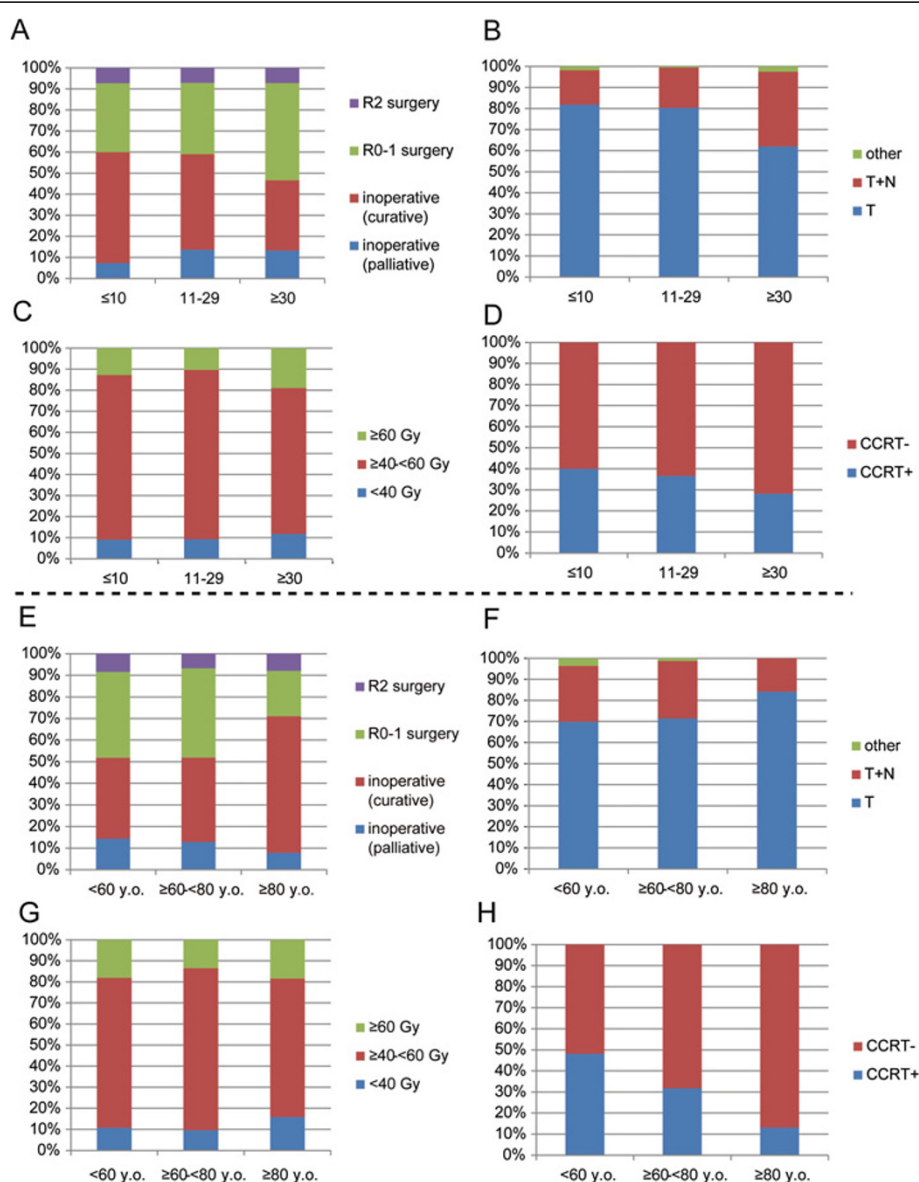 A
100%
90%
80%
70%
60%
50%
40%
30%
20%
10%
0%
≤10 11-29 ≥30
R2 surgery
R0-1 surgery
inoperative
(curative)
inoperative
(palliative)
B
100%
90%
80%
70%
60%
50%
40%
30%
20%
10%
0%
≤10 11-29 ≥30
other
T+N
T
C
100%
90%
80%
70%
60%
50%
40%
30%
20%
10%
0%
≤10 11-29 ≥30
≥60 Gy
≥40-<60 Gy
<40 Gy
D
100%
90%
80%
70%
60%
50%
40%
30%
20%
10%
0%
≤10 11-29 ≥30
CCRT-
CCRT+
E
100%
90%
80%
70%
60%
50%
40%
30%
20%
10%
0%
<60 y.o. ≥60-<80 y.o. ≥80 y.o.
R2 surgery
R0-1 surgery
inoperative
(curative)
inoperative
(palliative)
F
100%
90%
80%
70%
60%
50%
40%
30%
20%
10%
0%
<60 y.o. ≥60-<80 y.o. ≥80 y.o.
other
T+N
T
G
100%
90%
80%
70%
60%
50%
40%
30%
20%
10%
0%
<60 y.o. ≥60-<80 y.o. ≥80 y.o.
≥60 Gy
≥40-<60 Gy
<40 Gy
H
100%
90%
80%
70%
60%
50%
40%
30%
20%
10%
0%
<60 y.o. ≥60-<80 y.o. ≥80 y.o.
CCRT-
CCRT+